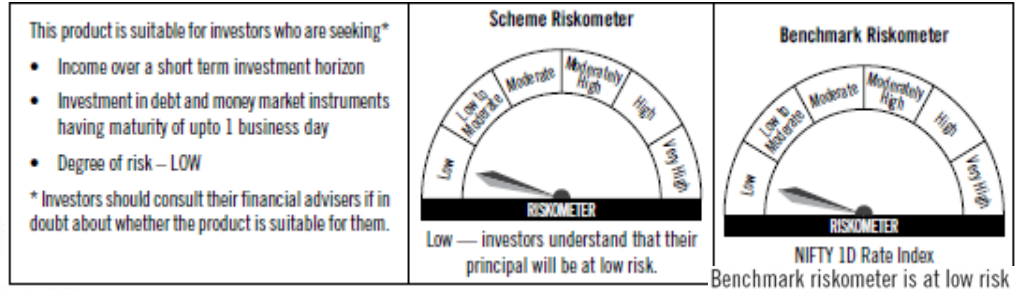 This product is suitable for investors who are seeking*
• Income over a short term investment horizon
• Investment in debt and money market instruments
having maturity of upto 1 business day
• Degree of risk – LOW
* Investors should consult their financial advisers if in
doubt about whether the product is suitable for them.
Scheme Riskometer
Low
Low to
Moderate
Moderate
Moderately
High
High
Very High
RISKOMETER
Low — investors understand that their
principal will be at low risk.
Benchmark Riskometer
Low
Low to
Moderate
Moderate
Moderately
High
High
Very High
RISKOMETER
NIFTY 1D Rate Index
Benchmark riskometer is at low risk